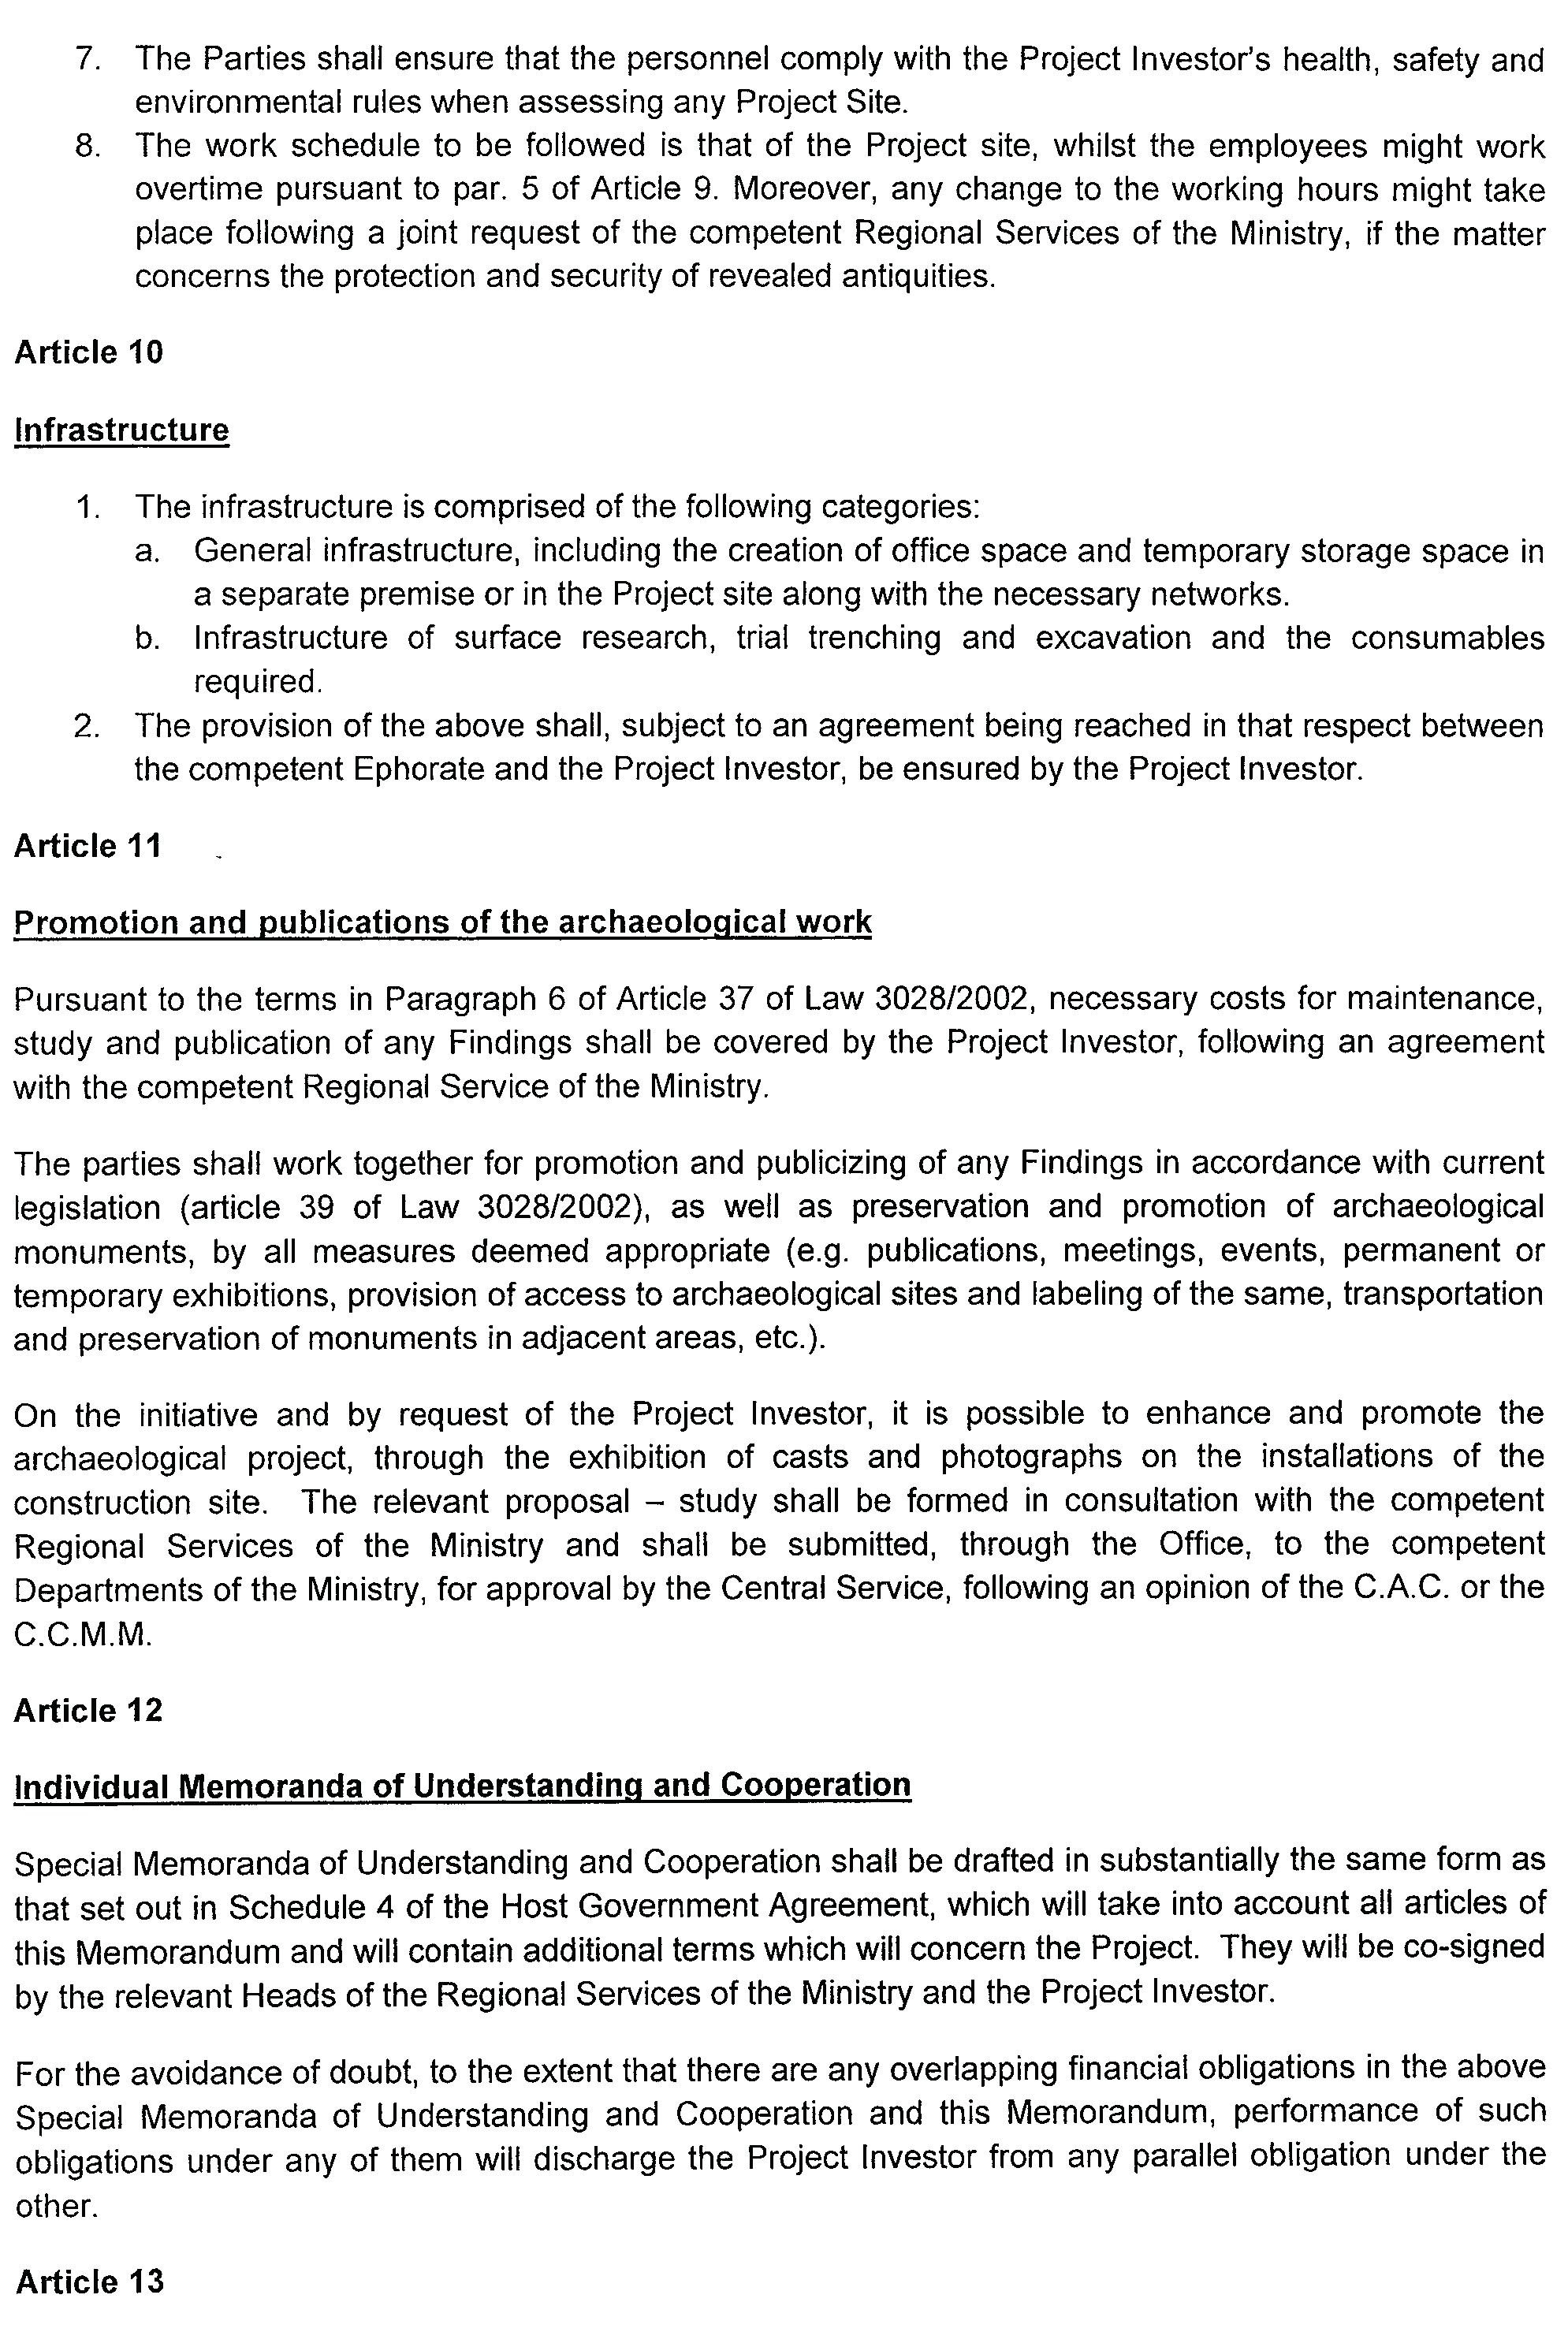 7. The Parties shall ensure that the personnel comply with the Project Investor's health, safety and
environmental rules when assessing any Project Site.
8. The work schedule to be followed is that of the Project site, whilst the employees might work
overtime pursuant to par. 5 of Article 9. Moreover, any change to the working hours might take
place following a joint request of the competent Regional Services of the Ministry, if the matter
concerns the protection and security of revealed antiquities.
Article 10
Infrastructure
1. The infrastructure is comprised of the following categories:
a. General infrastructure, including the creation of office space and temporary storage space in
a separate premise or in the Project site along with the necessary networks.
b. Infrastructure of surface research, trial trenching and excavation and the consumables
required.
2. The provision of the above shall, subject to an agreement being reached in that respect between
the competent Ephorate and the Project Investor, be ensured by the Project Investor.
Article 11
Promotion and publications of the archaeological work
Pursuant to the terms in Paragraph 6 of Article 37 of Law 3028/2002, necessary costs for maintenance,
study and publication of any Findings shall be covered by the Project Investor, following an agreement
with the competent Regional Service of the Ministry.
The parties shall work together for promotion and publicizing of any Findings in accordance with current
legislation (article 39 of Law 3028/2002), as well as preservation and promotion of archaeological
monuments, by all measures deemed appropriate (e.g. publications, meetings, events, permanent or
temporary exhibitions, provision of access to archaeological sites and labeling of the same, transportation
and preservation of monuments in adjacent areas, etc.).
On the initiative and by request of the Project Investor, it is possible to enhance and promote the
archaeological project, through the exhibition of casts and photographs on the installations of the
construction site. The relevant proposal – study shall be formed in consultation with the competent
Regional Services of the Ministry and shall be submitted, through the Office, to the competent
Departments of the Ministry, for approval by the Central Service, following an opinion of the C.A.C. or the
C.C.M.M.
Article 12
Individual Memoranda of Understanding and Cooperation
Special Memoranda of Understanding and Cooperation shall be drafted in substantially the same form as
that set out in Schedule 4 of the Host Government Agreement, which will take into account all articles of
this Memorandum and will contain additional terms which will concern the Project. They will be co-signed
by the relevant Heads of the Regional Services of the Ministry and the Project Investor.
For the avoidance of doubt, to the extent that there are any overlapping financial obligations in the above
Special Memoranda of Understanding and Cooperation and this Memorandum, performance of such
obligations under any of them will discharge the Project Investor from any parallel obligation under the
other.
Article 13